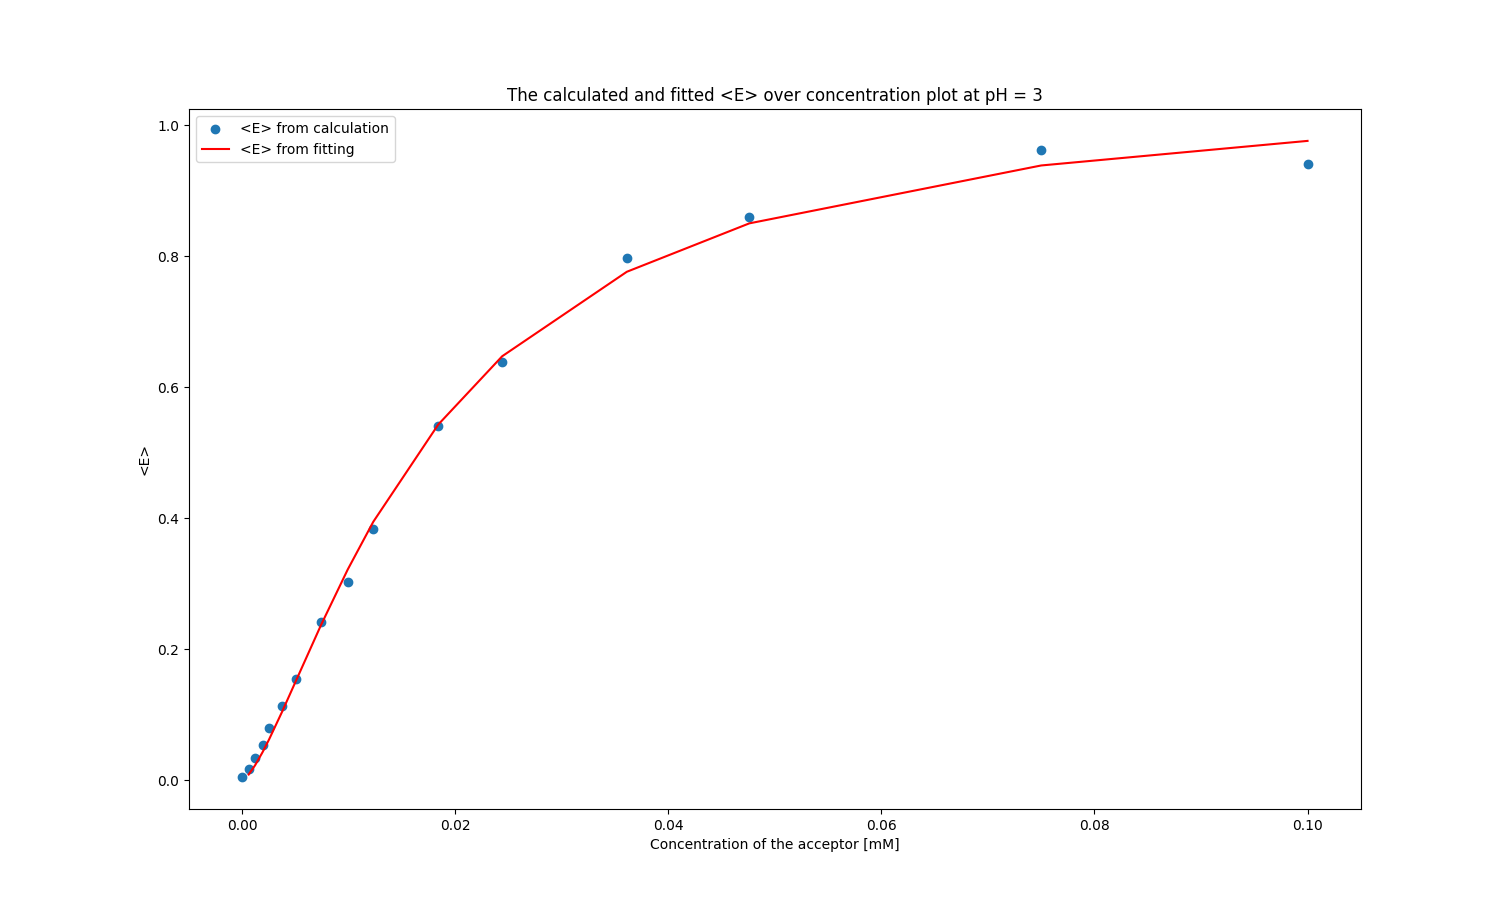 The calculated and fitted <E> over concentration plot at pH = 3
<E> from calculation
<E> from fitting
1.0
0.8
0.6
0.4
0.2
0.0
<E>
0.00 0.02 0.04 0.06 0.08 0.10
Concentration of the acceptor [mM]